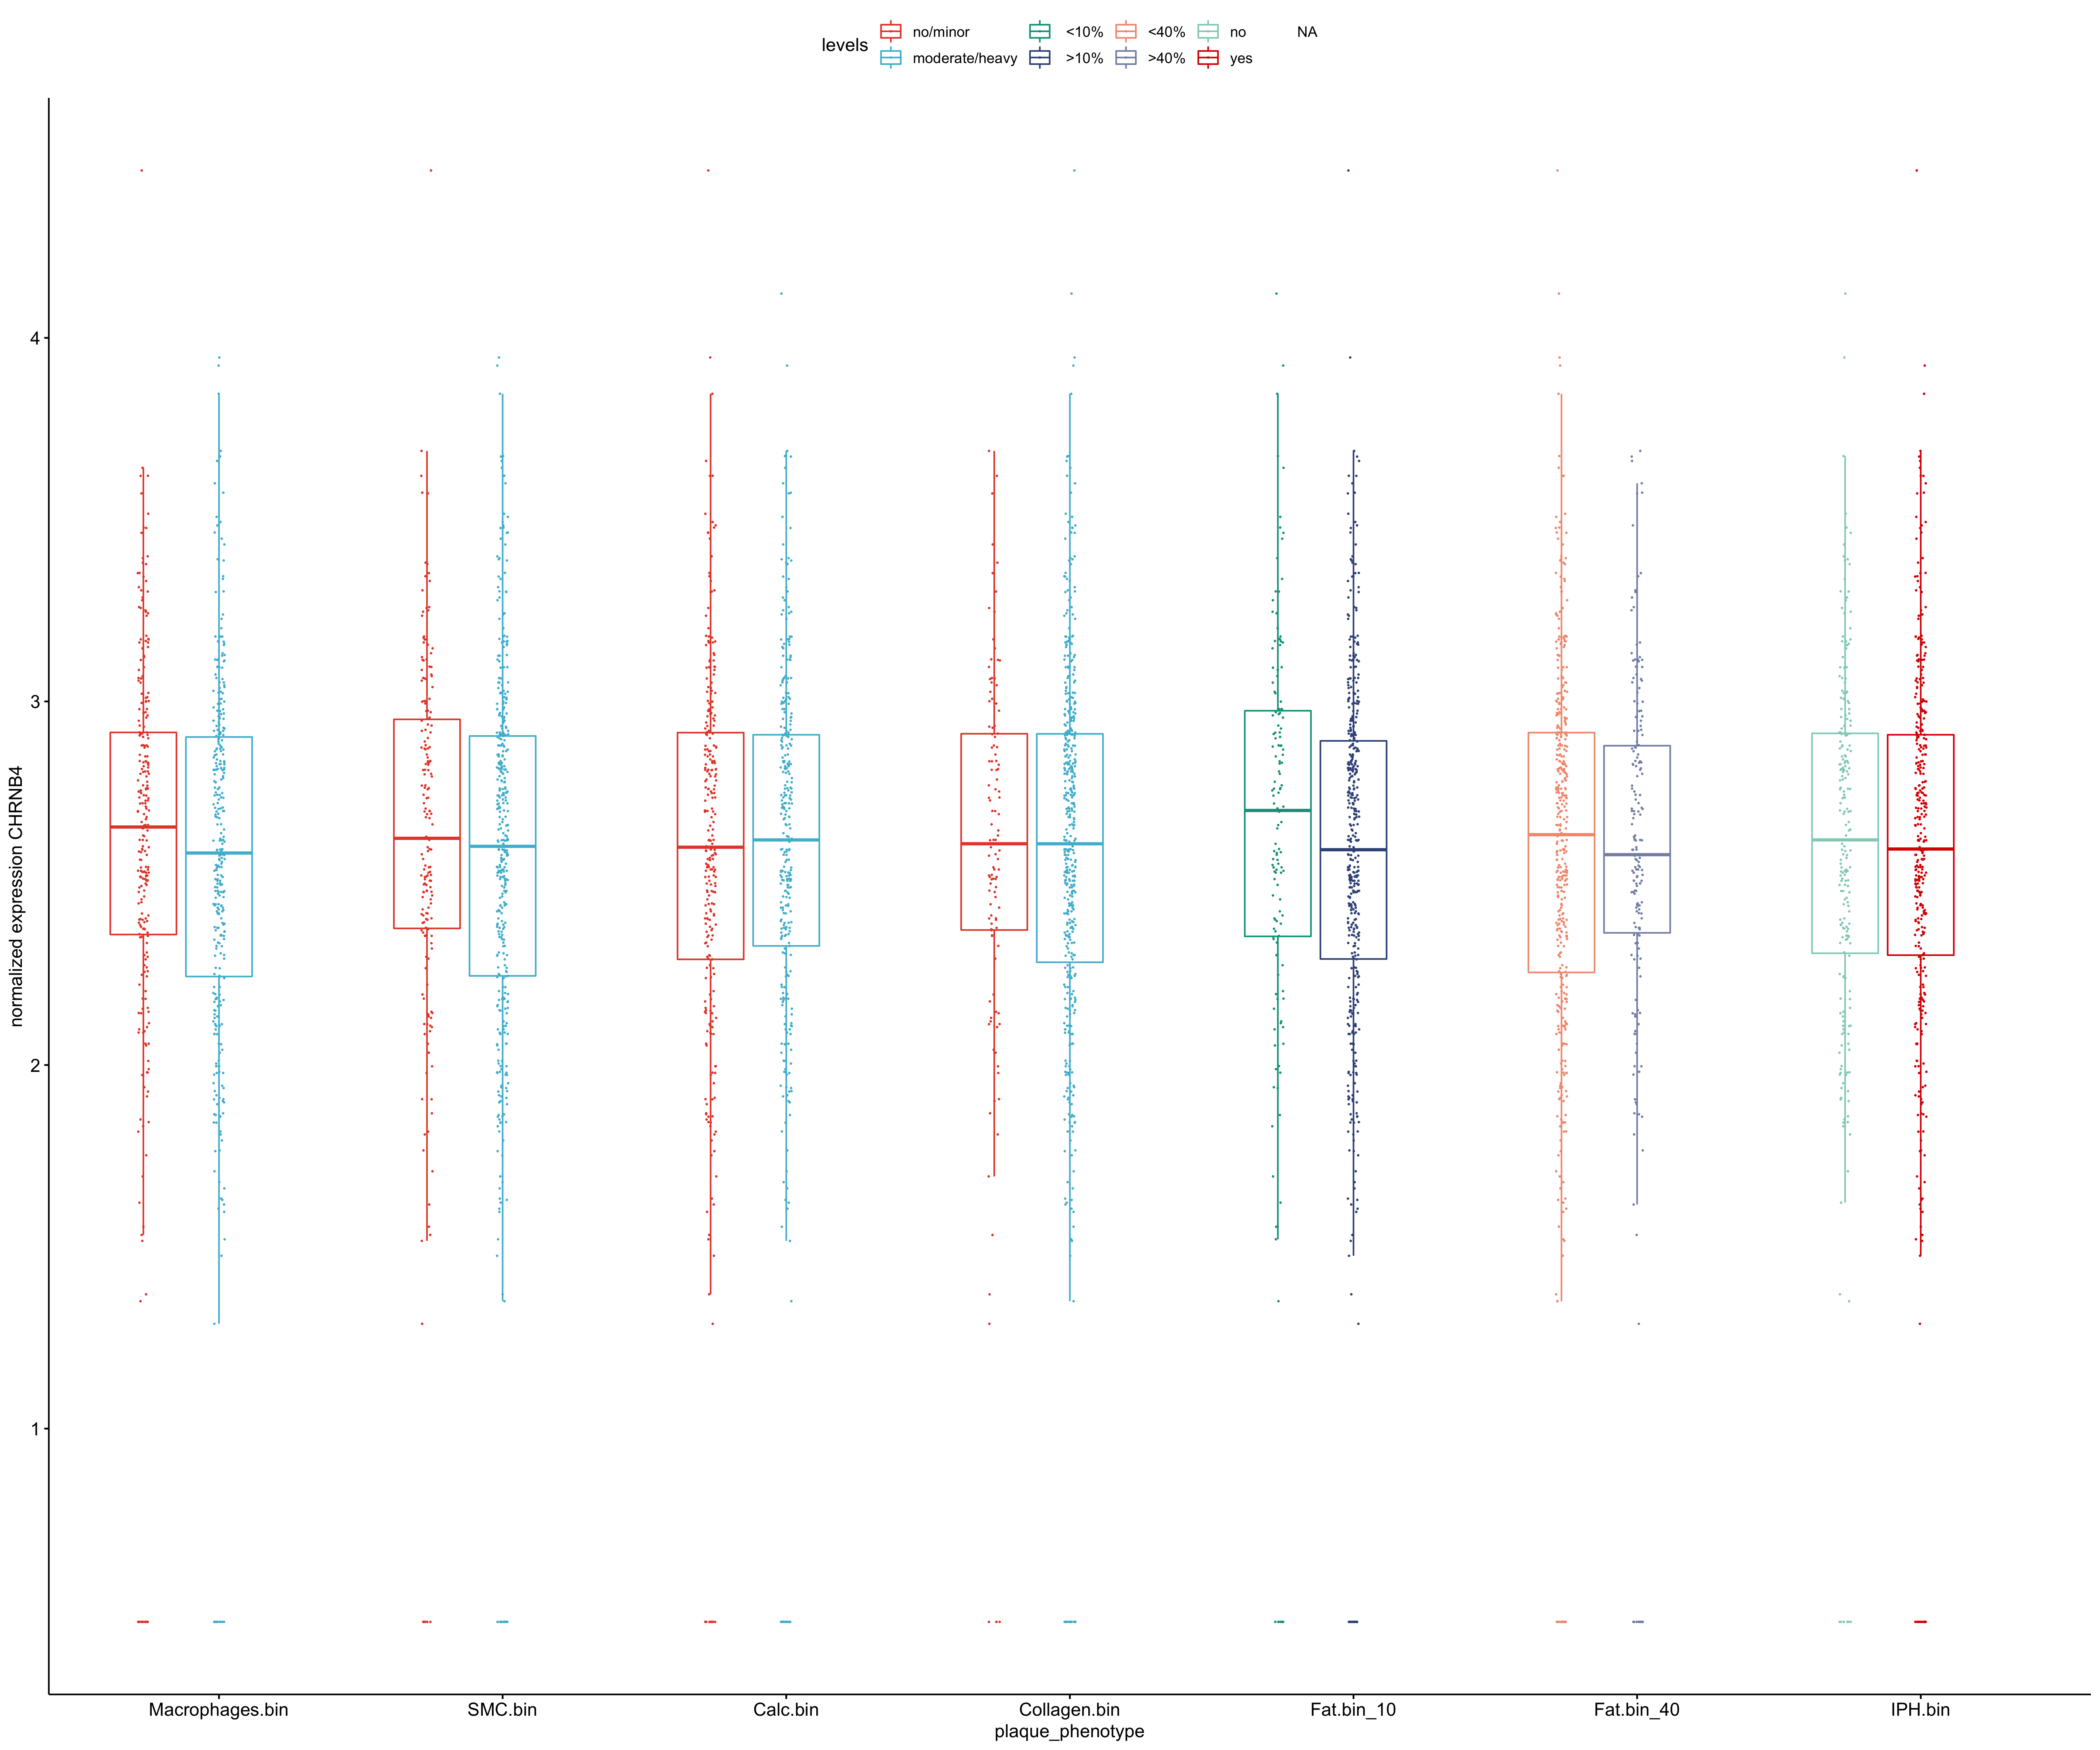 levels no/minor <10% <40% no NA
moderate/heavy >10% >40% yes
normalized expression CHRNB4
4
3
2
1
Macrophages.bin SMC.bin Calc.bin Collagen.bin Fat.bin_10 Fat.bin_40 IPH.bin
plaque_phenotype